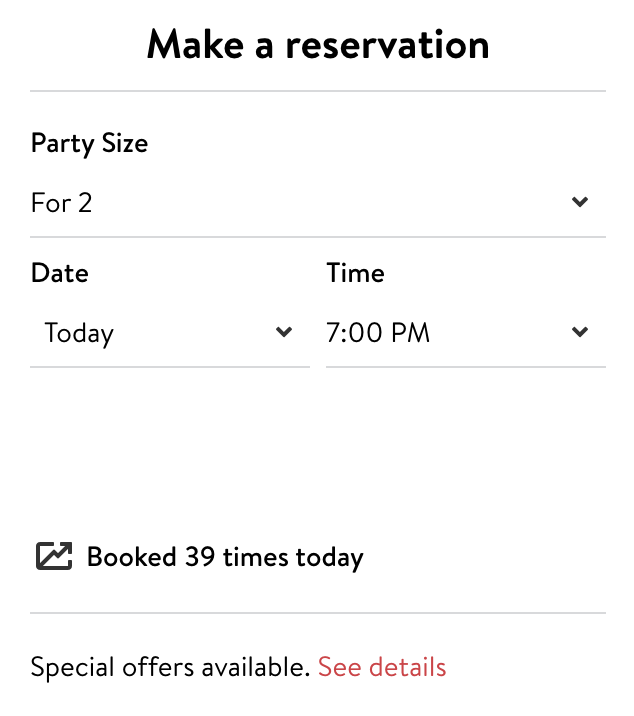 Make a reservation
Party Size
For 2
Date
Time
Today
7:00 PM
Booked 39 times today
Special offers available. See details